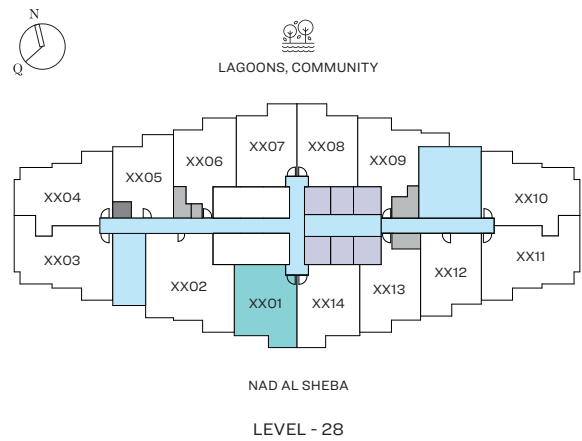 N
Q
LAGOONS, COMMUNITY
XX07
XX08
XX06
XX09
XX05
XX04
XX10
XX03
XX11
XX02
XX12
XX13
XX01
XX14
NAD AL SHEBA
LEVEL - 28